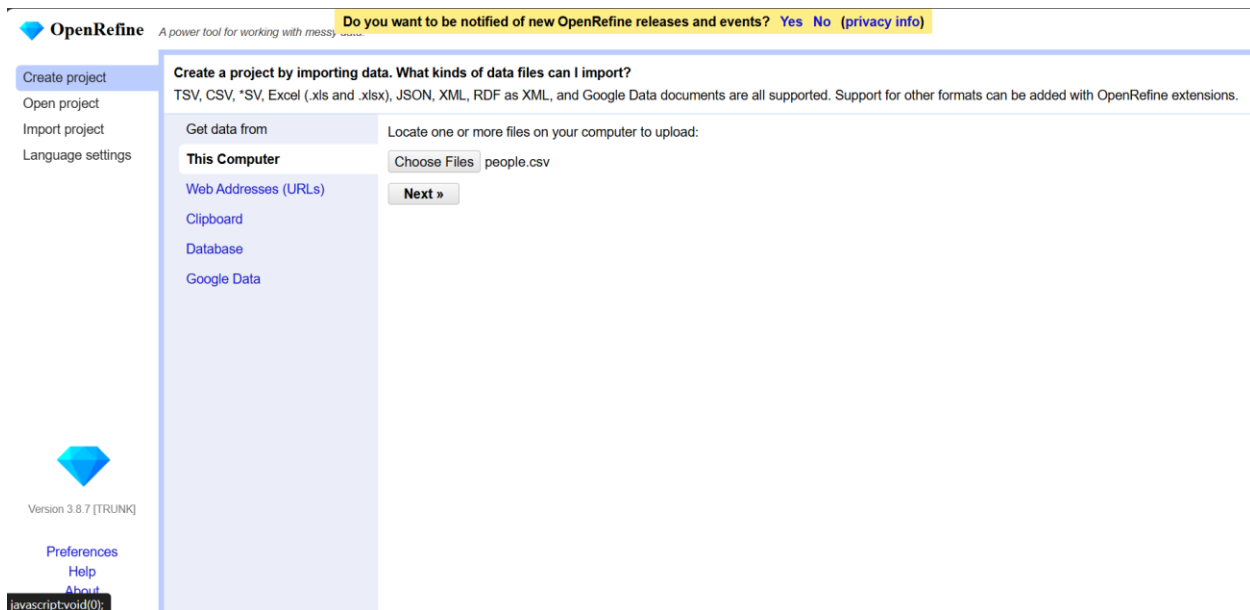 Do you want to be notified of new OpenRefine releases and events? Yes No (privacy info)
OpenRefine A power tool for working with messy data.
Create project
Open project
Import project
Language settings
Create a project by importing data. What kinds of data files can I import?
TSV, CSV, *SV, Excel (.xls and .xlsx), JSON, XML, RDF as XML, and Google Data documents are all supported. Support for other formats can be added with OpenRefine extensions.
Get data from
This Computer
Web Addresses (URLs)
Clipboard
Database
Google Data
Locate one or more files on your computer to upload:
Choose Files people.csv
Next »
Version 3.8.7 [TRUNK]
Preferences
Help
About
javascript:void(0);